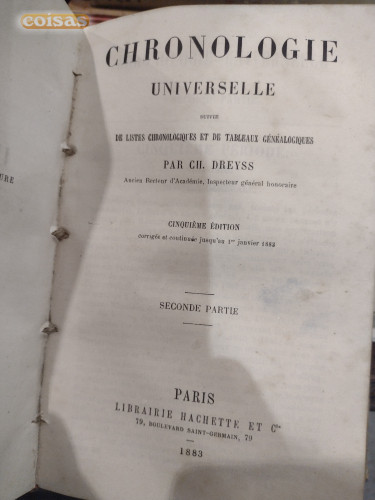 coisas
CHRONOLOGIE
UNIVERSELLE
SUIVIE
DE LISTES CHRONOLOGIQUES ET DE TABLEAUX GÉNÉALOGIQUES
PAR CH. DREYSS
Ancien Recteur d'Académie, Inspecteur général honoraire
CINQUIÈME ÉDITION
corrigée et continuée jusqu'au 1er janvier 1883
SECONDE PARTIE
PARIS
LIBRAIRIE HACHETTE ET Cie
79, BOULEVARD SAINT-GERMAIN, 79
1883
URE